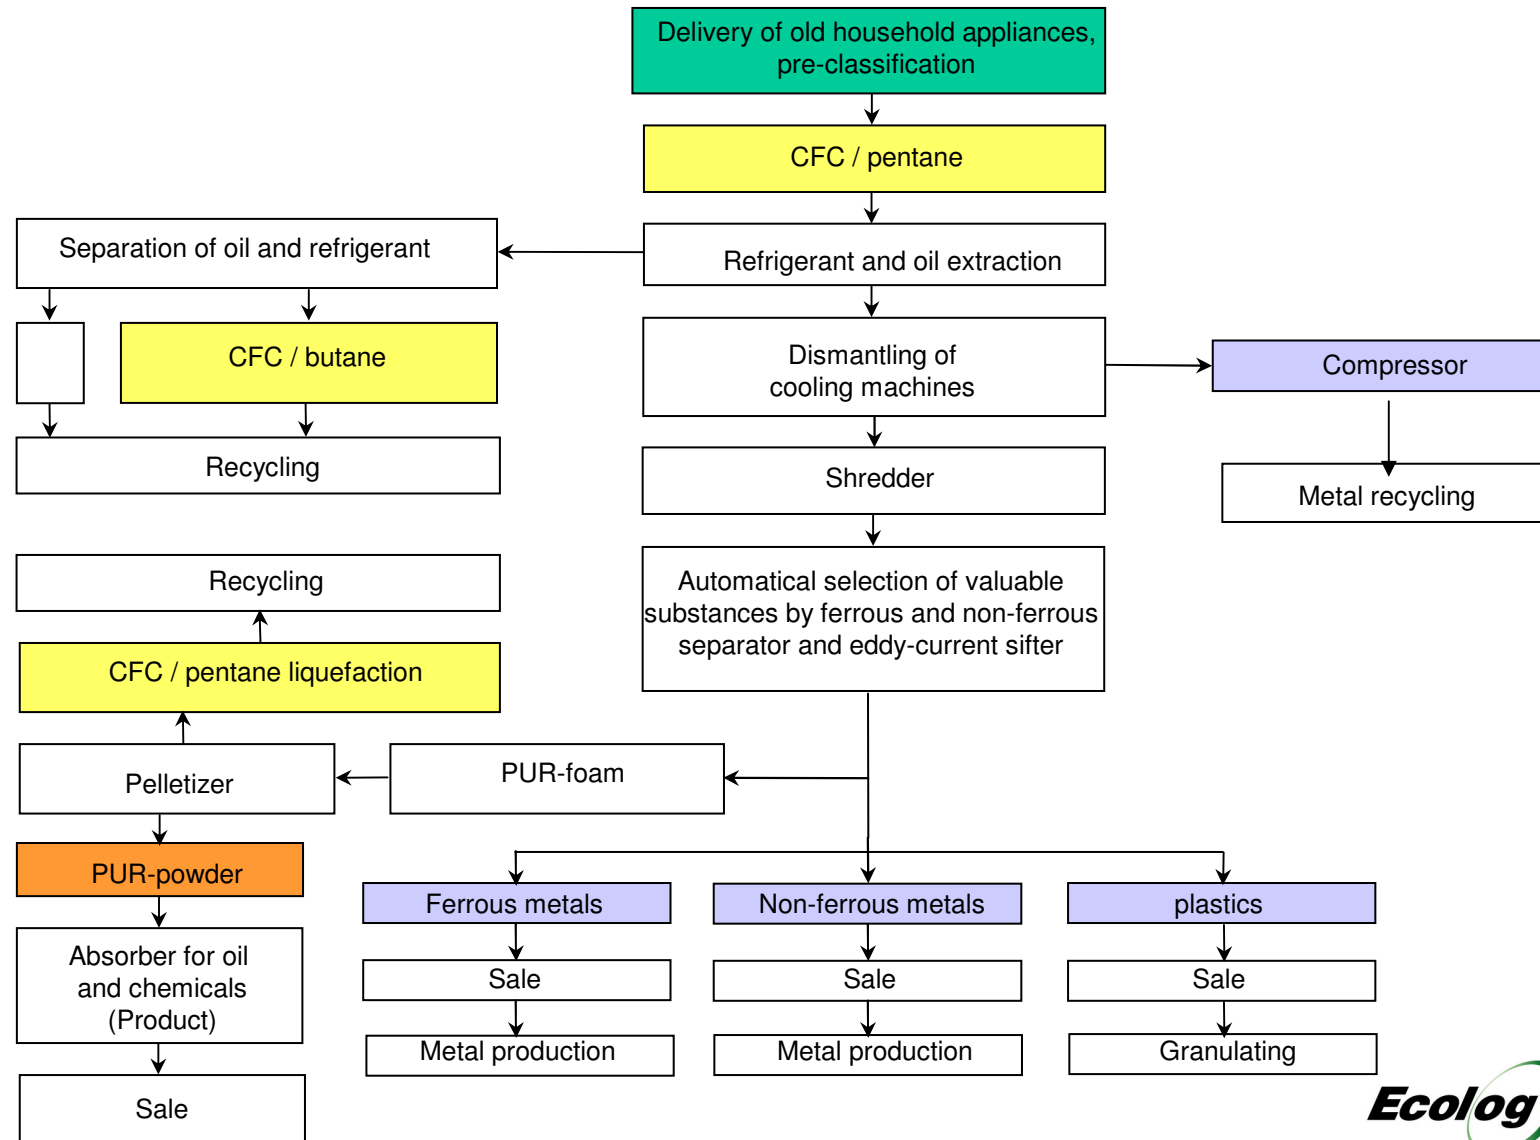 Delivery of old household appliances,
pre-classification
CFC / pentane
Separation of oil and refrigerant
Refrigerant and oil extraction
CFC / butane
Dismantling of
cooling machines
Compressor
Recycling
Shredder
Metal recycling
Recycling
Automatical selection of valuable
substances by ferrous and non-ferrous
separator and eddy-current sifter
CFC / pentane liquefaction
Pelletizer
PUR-foam
PUR-powder
Ferrous metals
Non-ferrous metals
plastics
Absorber for oil
and chemicals
(Product)
Sale
Sale
Sale
Metal production
Metal production
Granulating
Sale
Ecolog